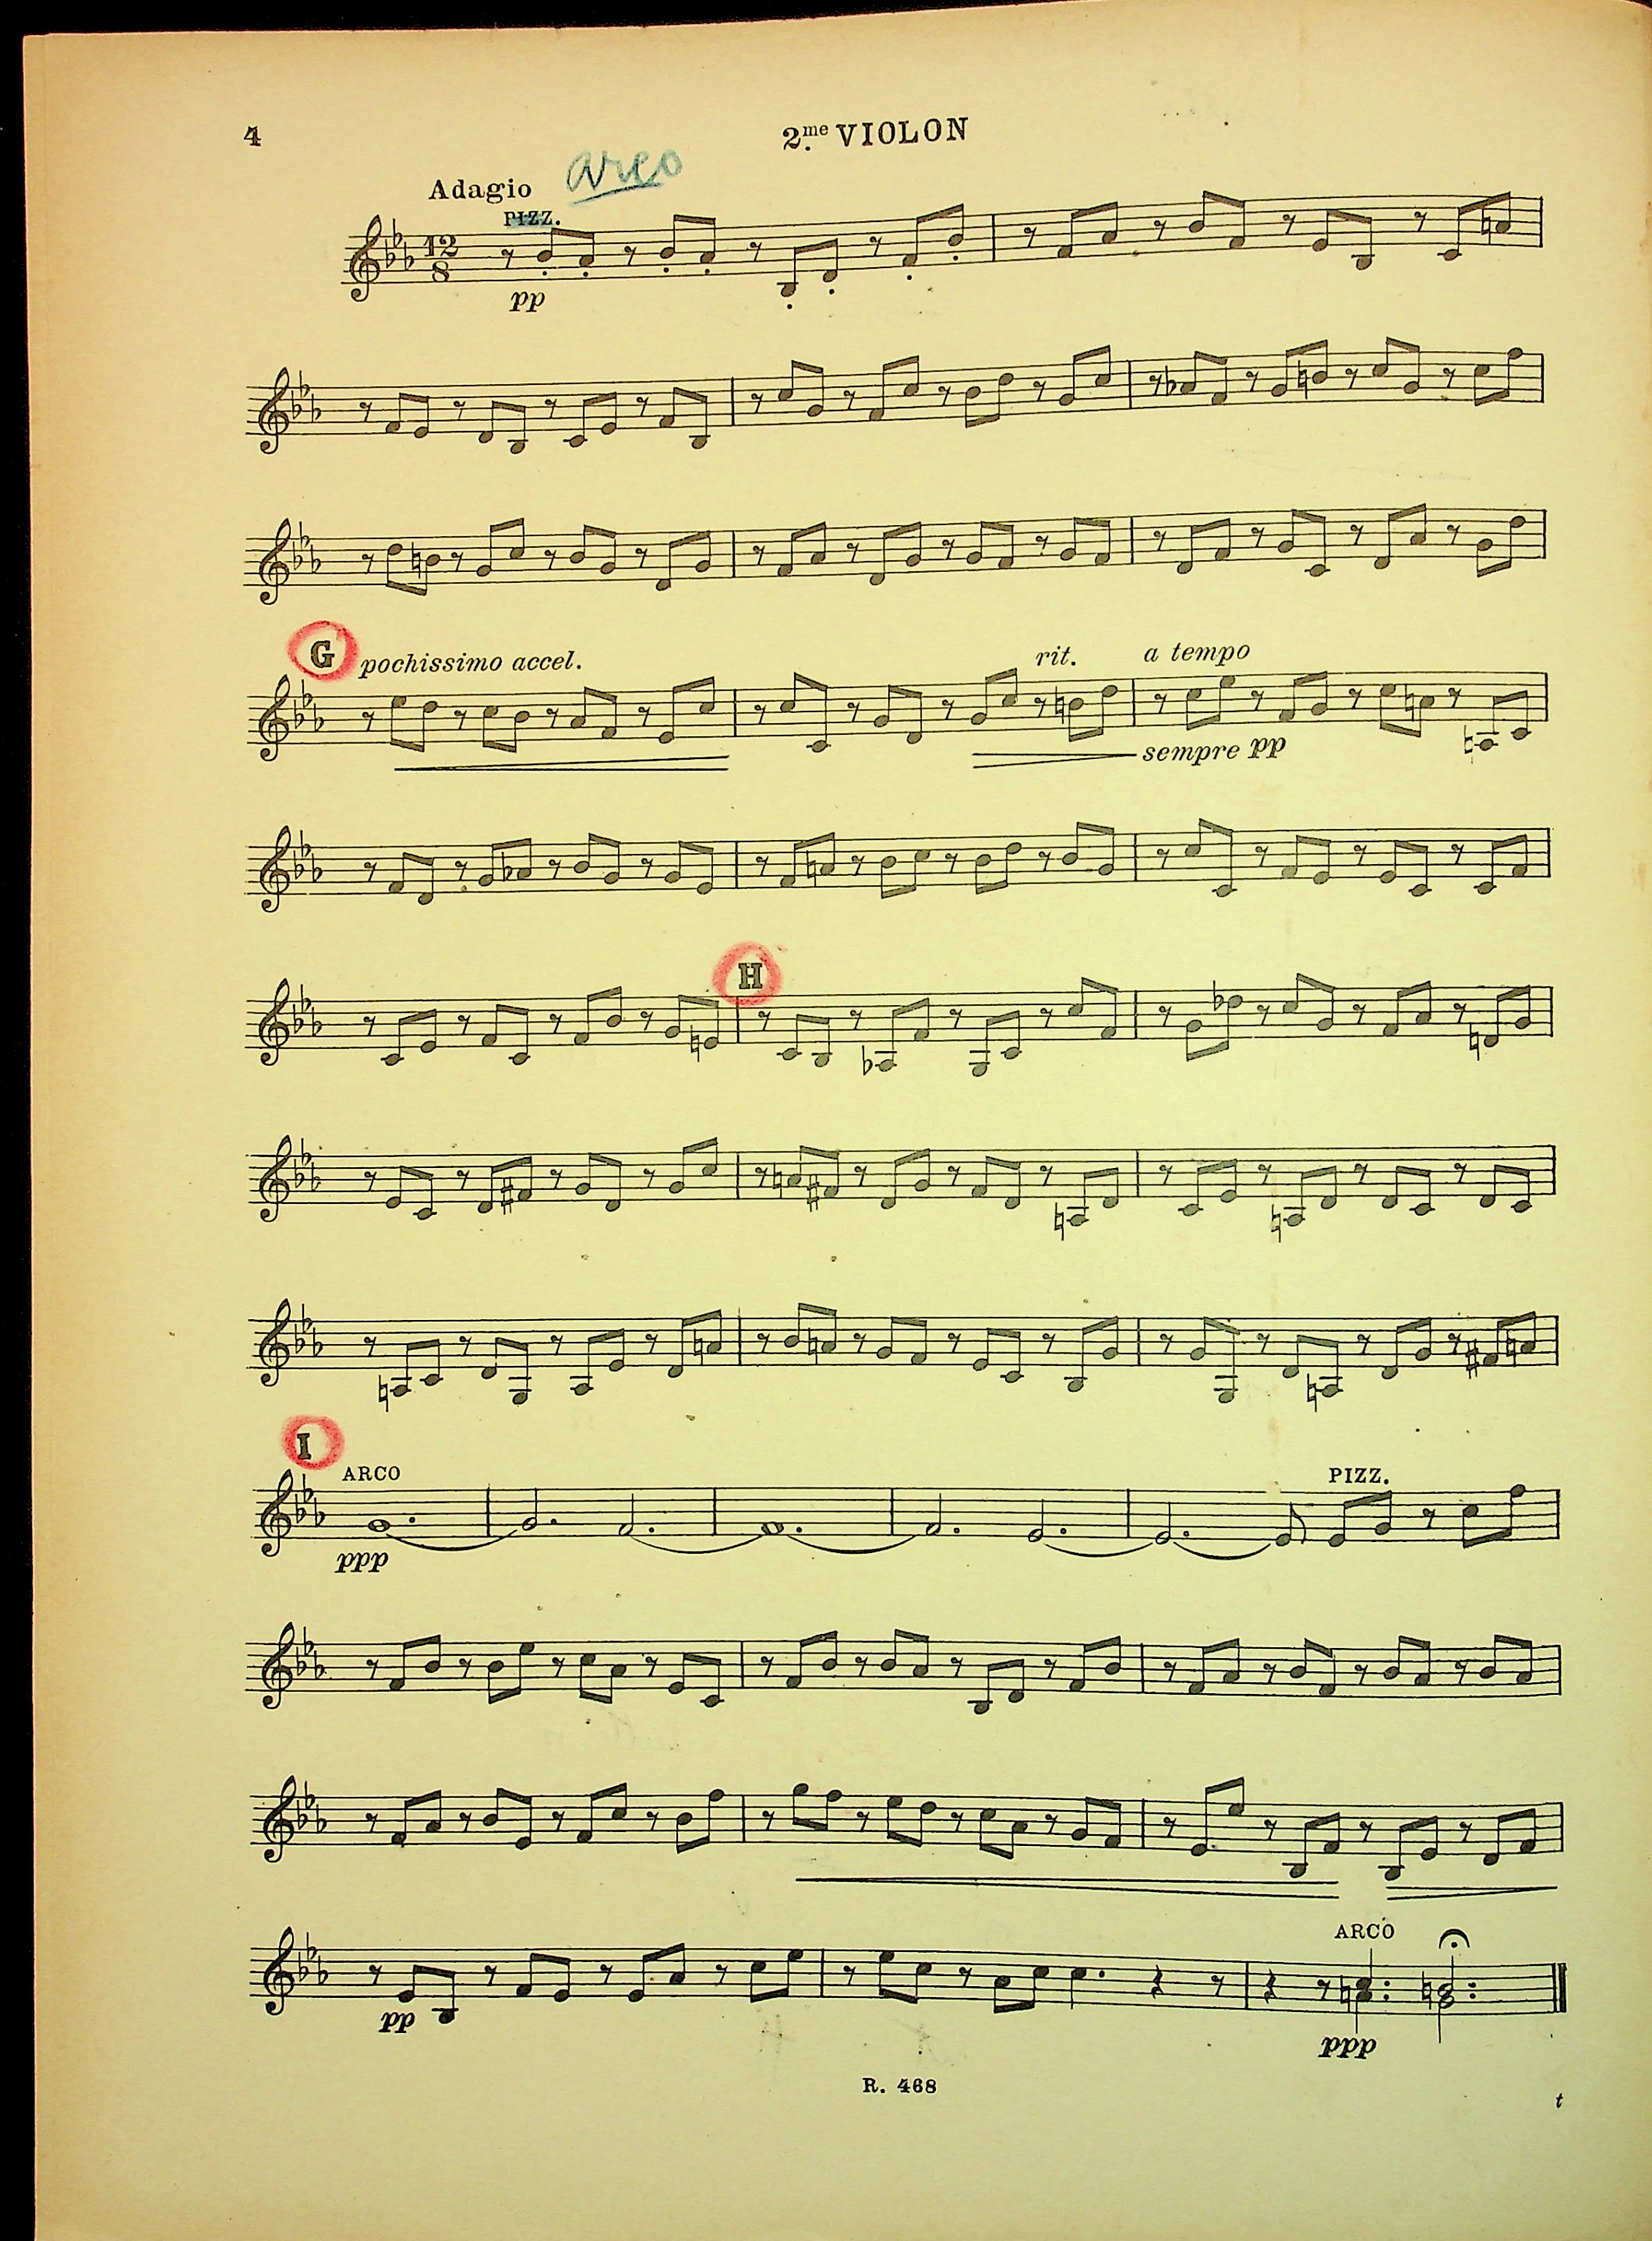 4
2.me VIOLON
Adagio arco
PIZZ.
12
8
pp
G pochissimo accel. rit. a tempo
sempre pp
H
I
ARCO PIZZ.
ppp
ARCO
pp
ppp
R. 468
t